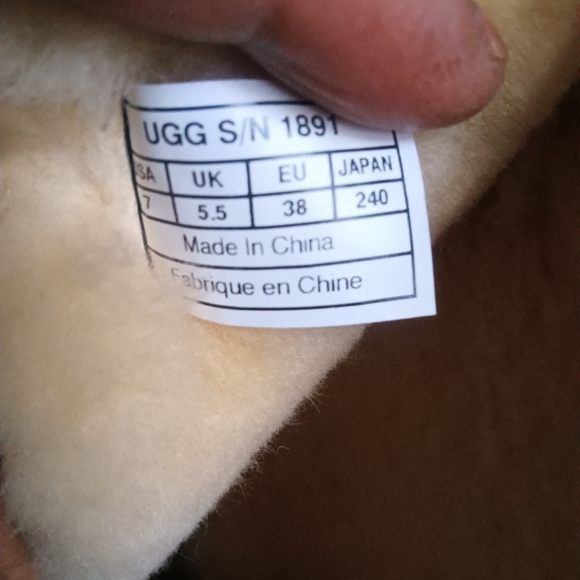 UGG S/N 1891
SA UK EU JAPAN
7 5.5 38 240
Made In China
Fabrique en Chine